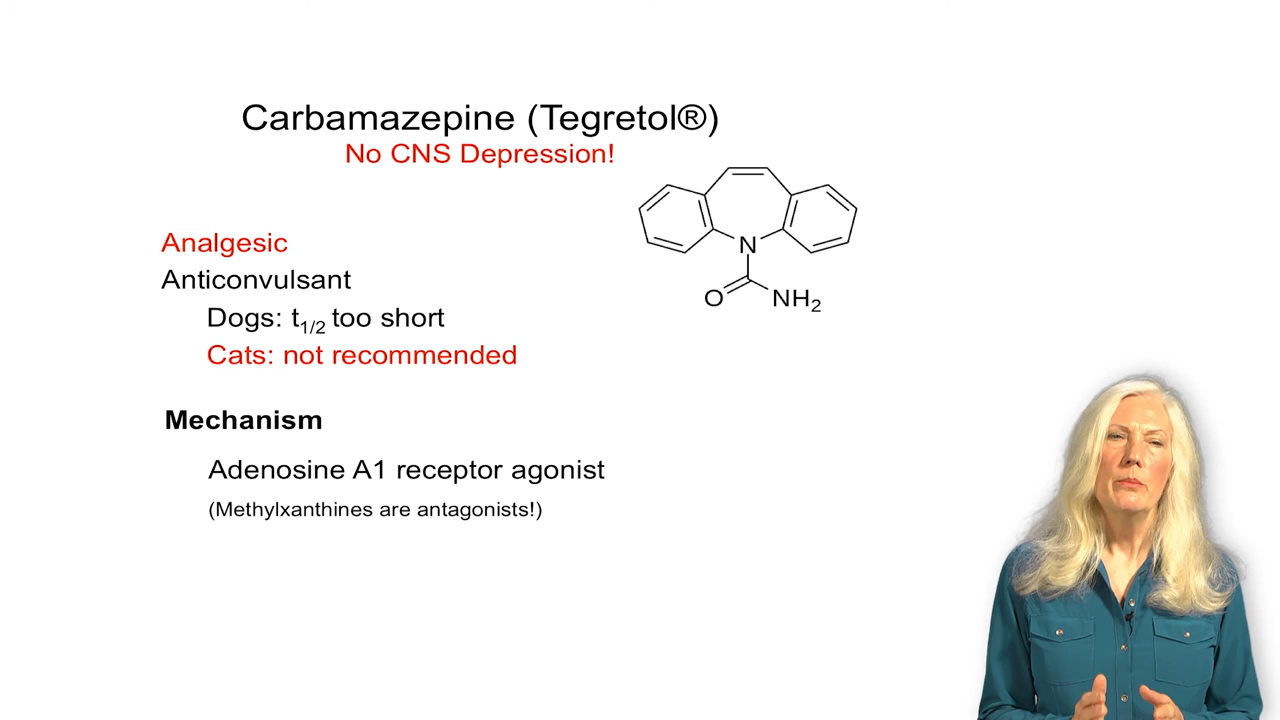 Carbamazepine (Tegretol®)
No CNS Depression!
Analgesic
Anticonvulsant
Dogs: t1/2 too short
Cats: not recommended
N
O
NH2
Mechanism
Adenosine A1 receptor agonist
(Methylxanthines are antagonists!)